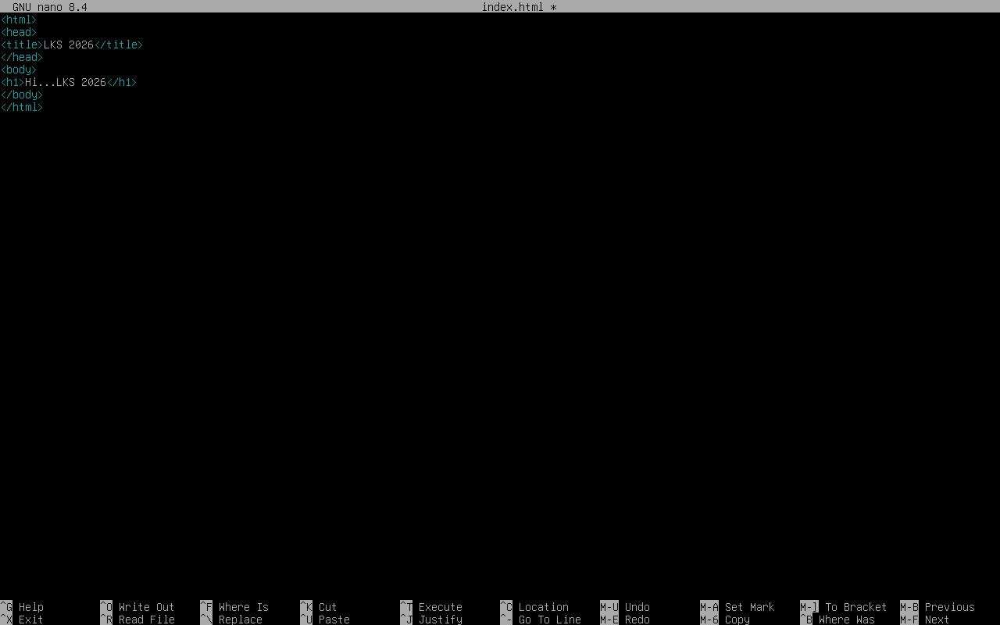 GNU nano 8.4 index.html *
<html>
<head>
<title>LKS 2026</title>
</head>
<body>
<h1>Hi...LKS 2026</h1>
</body>
</html>
^G Help ^O Write Out ^F Where Is ^K Cut ^T Execute ^C Location M-U Undo M-A Set Mark M-] To Bracket M-B Previous
^X Exit ^R Read File ^\ Replace ^U Paste ^J Justify ^- Go To Line M-E Redo M-6 Copy ^B Where Was M-F Next